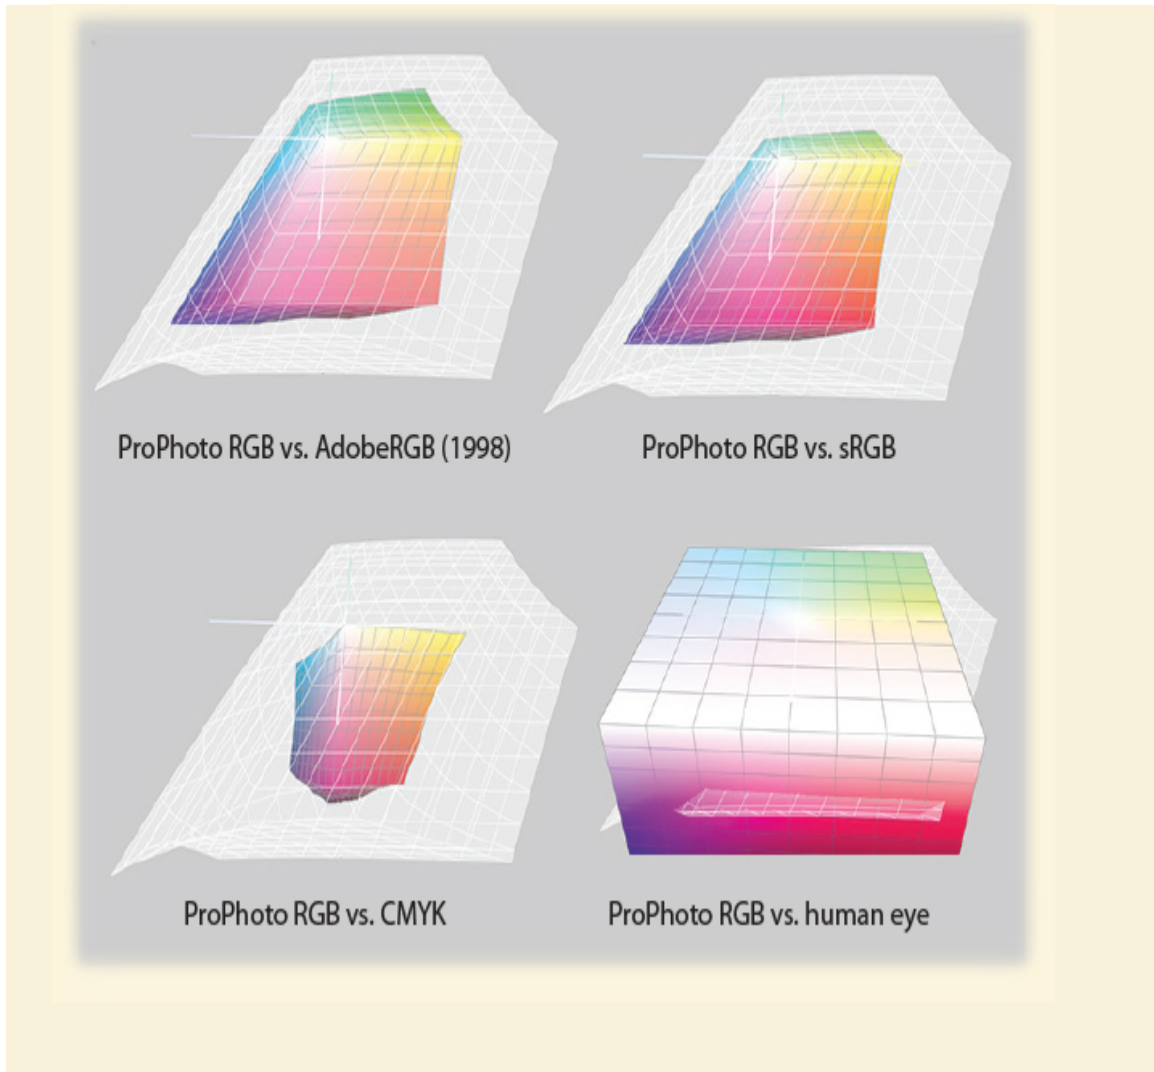 ProPhoto RGB vs. AdobeRGB (1998)
ProPhoto RGB vs. sRGB
ProPhoto RGB vs. CMYK
ProPhoto RGB vs. human eye